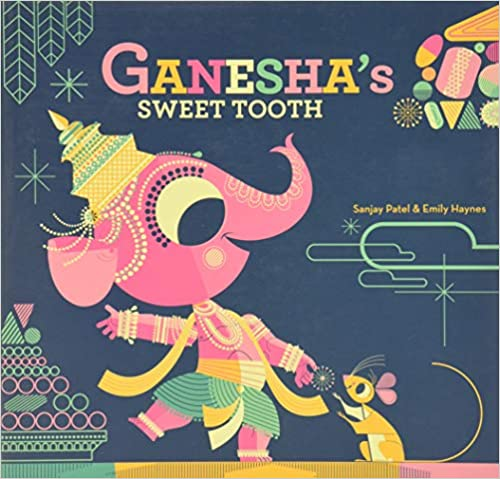 GANESHA's
SWEET TOOTH
Sanjay Patel & Emily Haynes